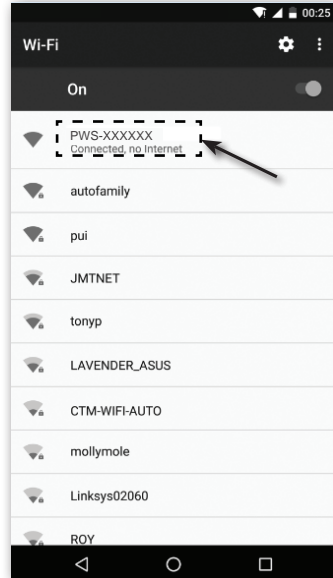 00:25
Wi-Fi
On
PWS-XXXXXX
Connected, no Internet
autofamily
pui
JMTNET
tonyp
LAVENDER_ASUS
CTM-WIFI-AUTO
mollymole
Linksys02060
ROY